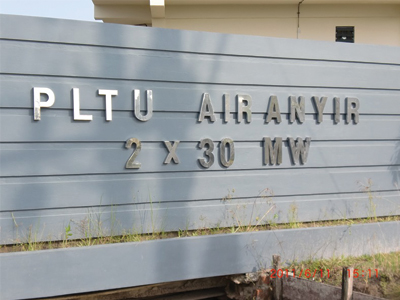 PLTU AIR ANYIR
2 X 30 MW